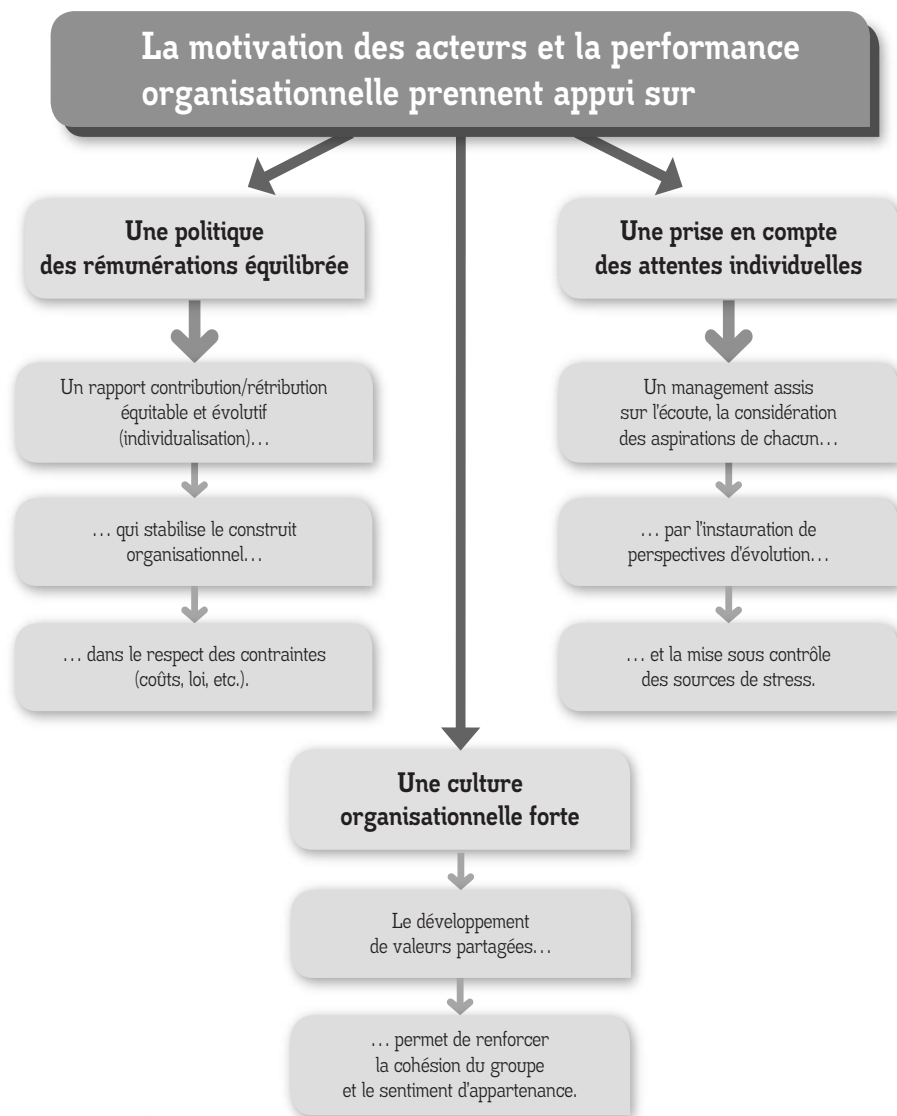 La motivation des acteurs et la performance
organisationnelle prennent appui sur
Une politique
des rémunérations équilibrée
Un rapport contribution/rétribution
équitable et évolutif
(individualisation)…
… qui stabilise le construit
organisationnel…
… dans le respect des contraintes
(coûts, loi, etc.).
Une prise en compte
des attentes individuelles
Un management assis
sur l'écoute, la considération
des aspirations de chacun…
… par l'instauration de
perspectives d'évolution…
… et la mise sous contrôle
des sources de stress.
Une culture
organisationnelle forte
Le développement
de valeurs partagées…
… permet de renforcer
la cohésion du groupe
et le sentiment d'appartenance.